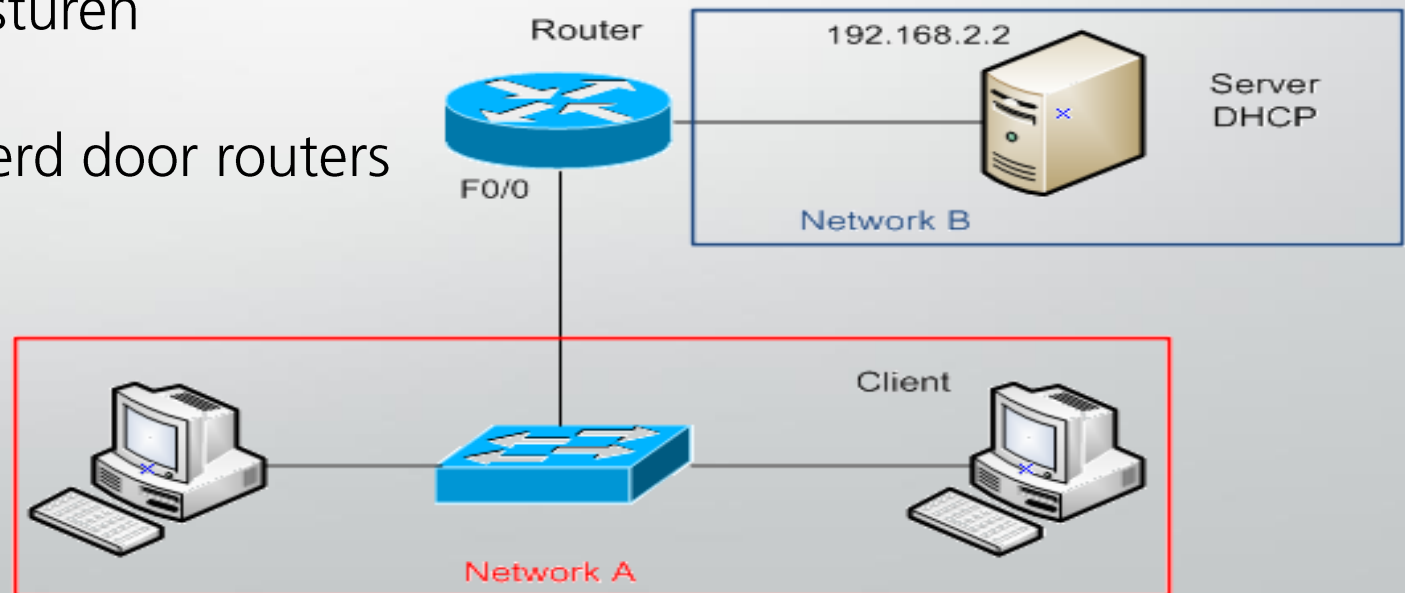 sturen
erd door routers
Router
192.168.2.2
Server
DHCP
F0/0
Network B
Client
Network A